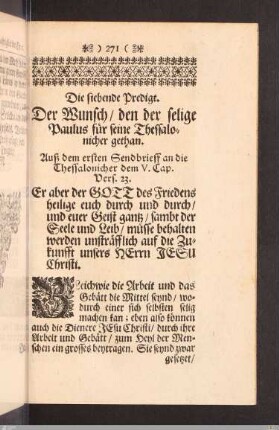 ) 271 (
Die siebende Predigt.
Der Wunsch/ den der selige
Paulus für seine Thessalo-
nicher gethan.
Auß dem ersten Sendbrieff an die
Thessalonicher dem V. Cap.
Vers. 23.
Er aber der GOTT des Friedens
heilige euch durch und durch/
und euer Geist gantz/ sambt der
Seele und Leib/ müsse behalten
werden unsträfflich auf die Zu-
kunfft unsers HErrn JESU
Christi.
Gleichwie die Arbeit und das
Gebätt die Mittel seynd/ wo-
durch einer sich selbsten selig
machen kan: eben also können
auch die Dienere JEsu Christi/ durch ihre
Arbeit und Gebätt/ zum Heyl der Men-
schen ein grosses beytragen. Sie seynd zwar
gesetzet/